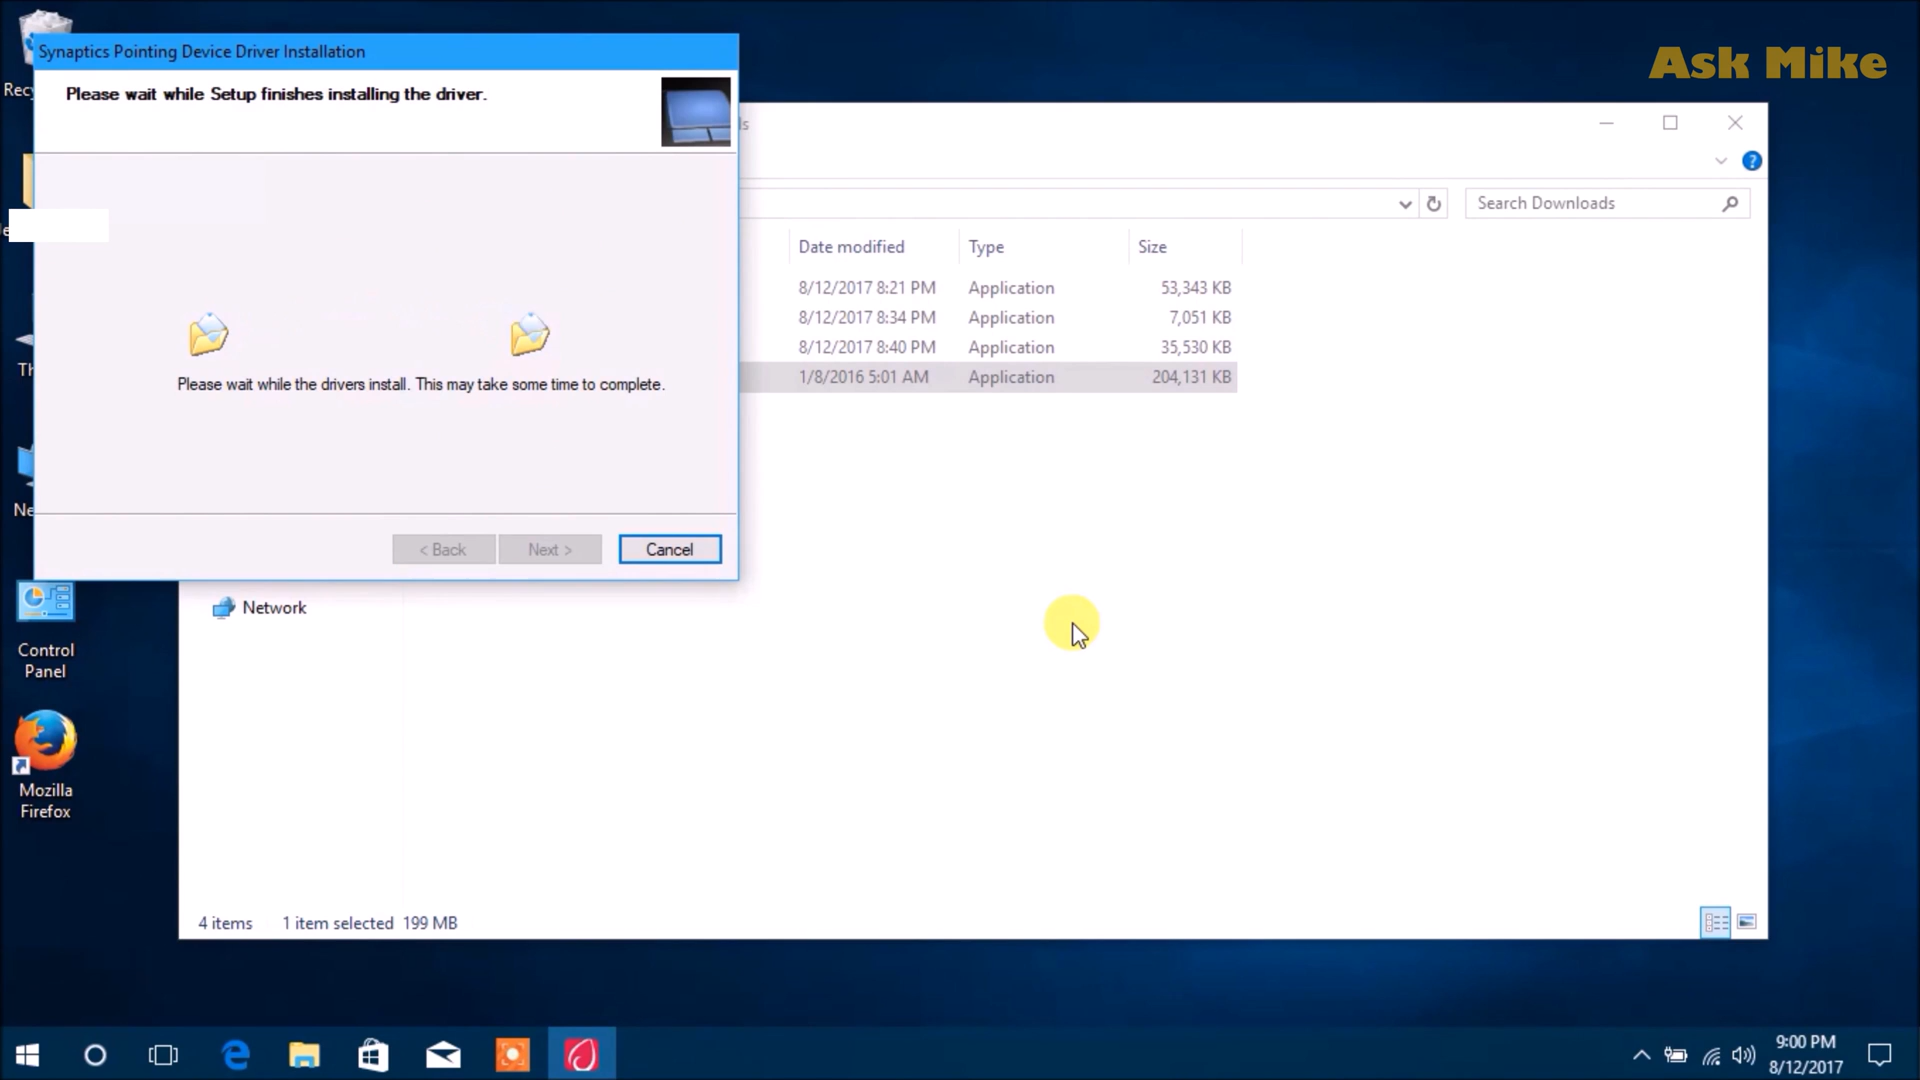 Ask Mike
Synaptics Pointing Device Driver Installation
Please wait while Setup finishes installing the driver.
Please wait while the drivers install. This may take some time to complete.
< Back
Next >
Cancel
Search Downloads
Date modified Type Size
8/12/2017 8:21 PM Application 53,343 KB
8/12/2017 8:34 PM Application 7,051 KB
8/12/2017 8:40 PM Application 35,530 KB
1/8/2016 5:01 AM Application 204,131 KB
Network
4 items 1 item selected 199 MB
Control
Panel
Mozilla
Firefox
9:00 PM
8/12/2017